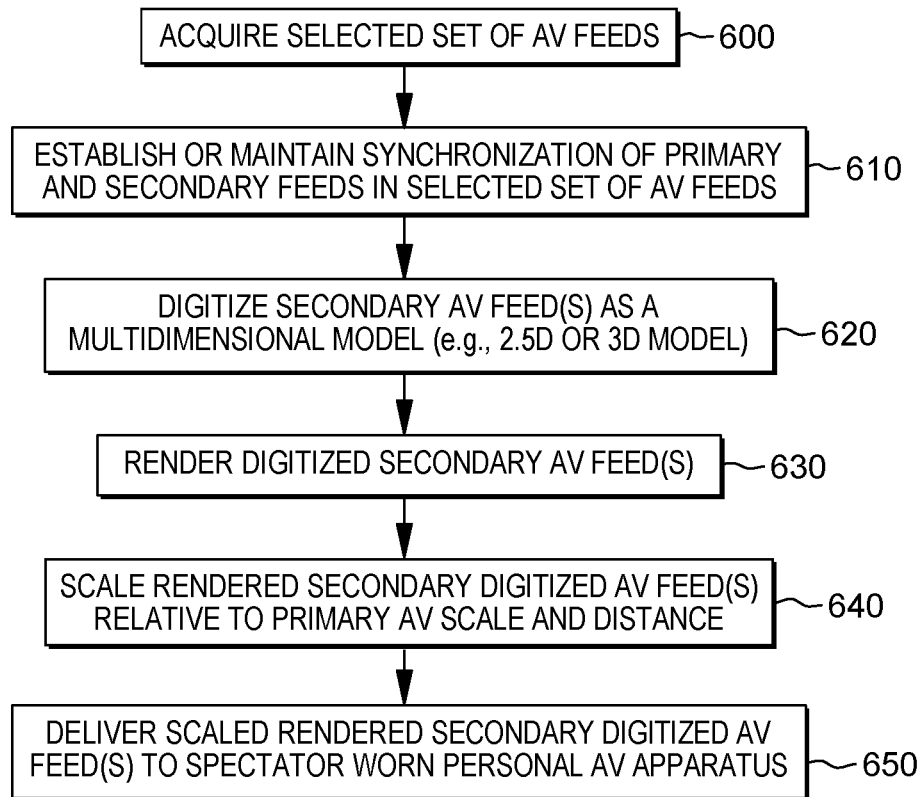 ACQUIRE SELECTED SET OF AV FEEDS 600
ESTABLISH OR MAINTAIN SYNCHRONIZATION OF PRIMARY
AND SECONDARY FEEDS IN SELECTED SET OF AV FEEDS
610
DIGITIZE SECONDARY AV FEED(S) AS A
MULTIDIMENSIONAL MODEL (e.g., 2.5D OR 3D MODEL)
620
RENDER DIGITIZED SECONDARY AV FEED(S) 630
SCALE RENDERED SECONDARY DIGITIZED AV FEED(S)
RELATIVE TO PRIMARY AV SCALE AND DISTANCE
640
DELIVER SCALED RENDERED SECONDARY DIGITIZED AV
FEED(S) TO SPECTATOR WORN PERSONAL AV APPARATUS
650